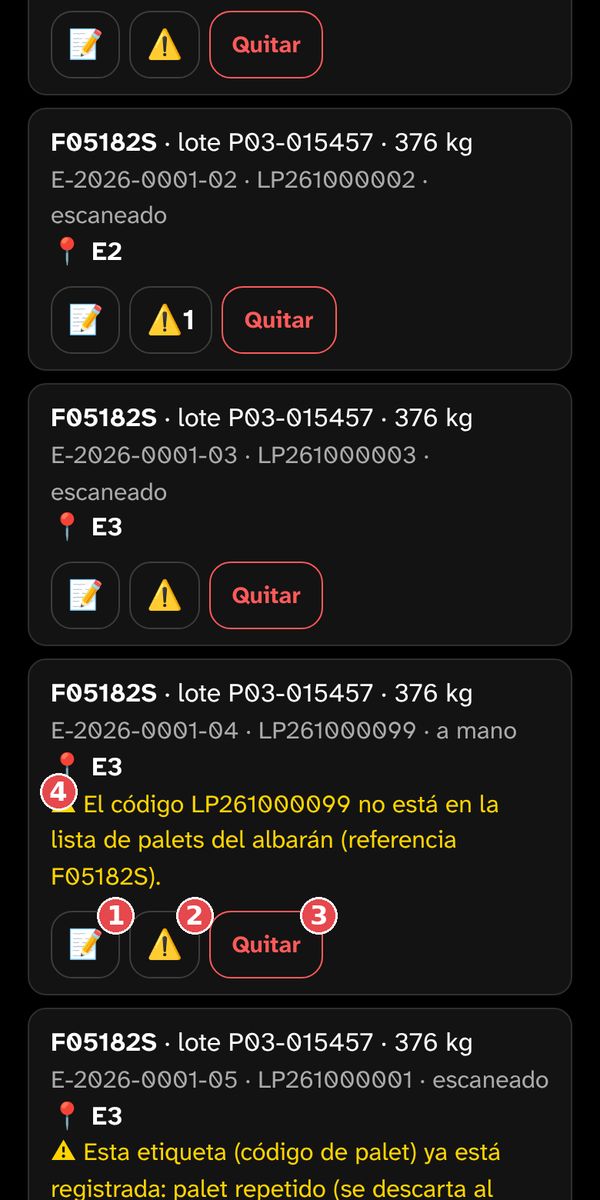 📝 ⚠️ Quitar
F05182S · lote P03-015457 · 376 kg
E-2026-0001-02 · LP261000002 ·
escaneado
📍 E2
📝 ⚠️1 Quitar
F05182S · lote P03-015457 · 376 kg
E-2026-0001-03 · LP261000003 ·
escaneado
📍 E3
📝 ⚠️ Quitar
F05182S · lote P03-015457 · 376 kg
E-2026-0001-04 · LP261000099 · a mano
📍 E3
4 ⚠ El código LP261000099 no está en la
lista de palets del albarán (referencia
F05182S).
📝 1 ⚠️ 2 Quitar 3
F05182S · lote P03-015457 · 376 kg
E-2026-0001-05 · LP261000001 · escaneado
📍 E3
⚠ Esta etiqueta (código de palet) ya está
registrada: palet repetido (se descarta al